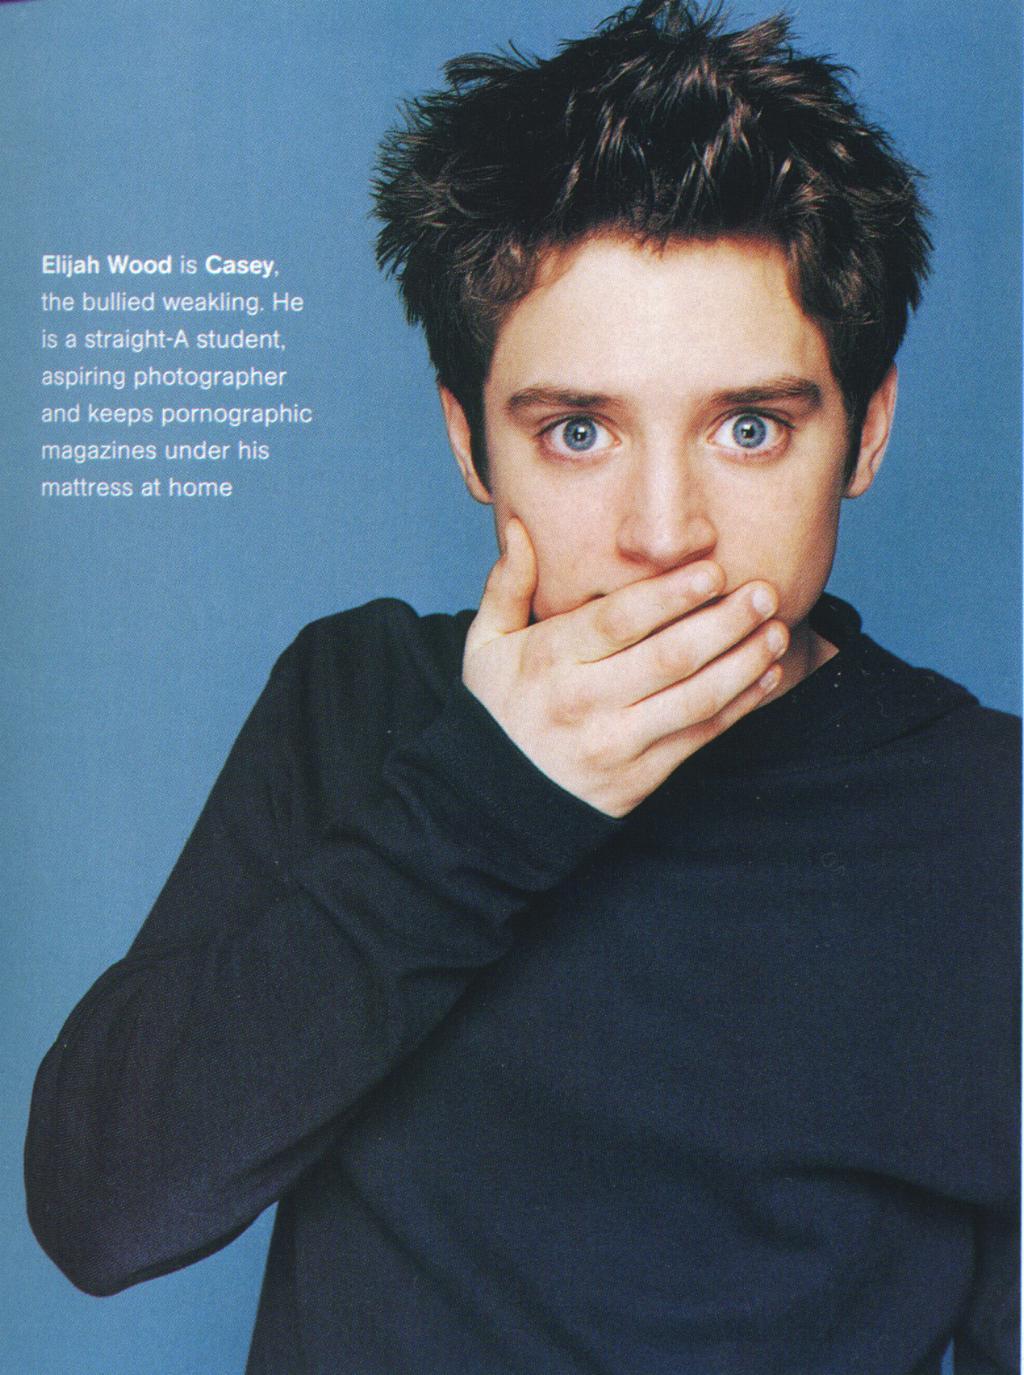 Elijah Wood is Casey,
the bullied weakling. He
is a straight-A student,
aspiring photographer
and keeps pornographic
magazines under his
mattress at home